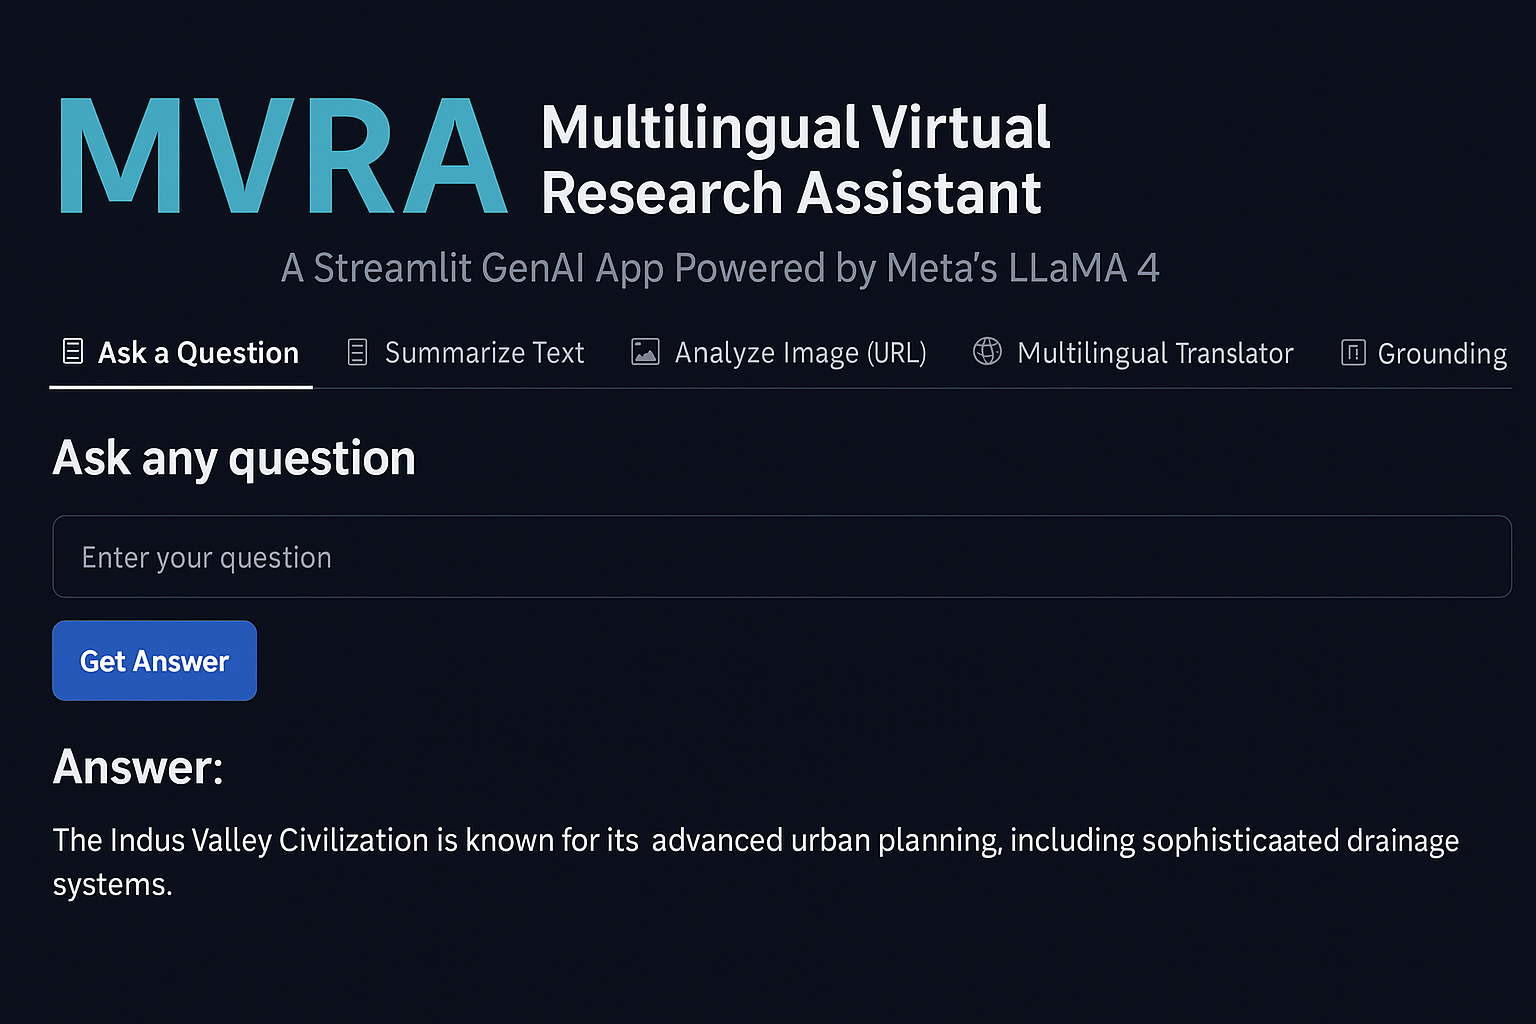 MVRA
Multilingual Virtual
Research Assistant
A Streamlit GenAI App Powered by Meta's LLaMA 4
Ask a Question Summarize Text Analyze Image (URL) Multilingual Translator Grounding
Ask any question
Enter your question
Get Answer
Answer:
The Indus Valley Civilization is known for its advanced urban planning, including sophisticaated drainage
systems.